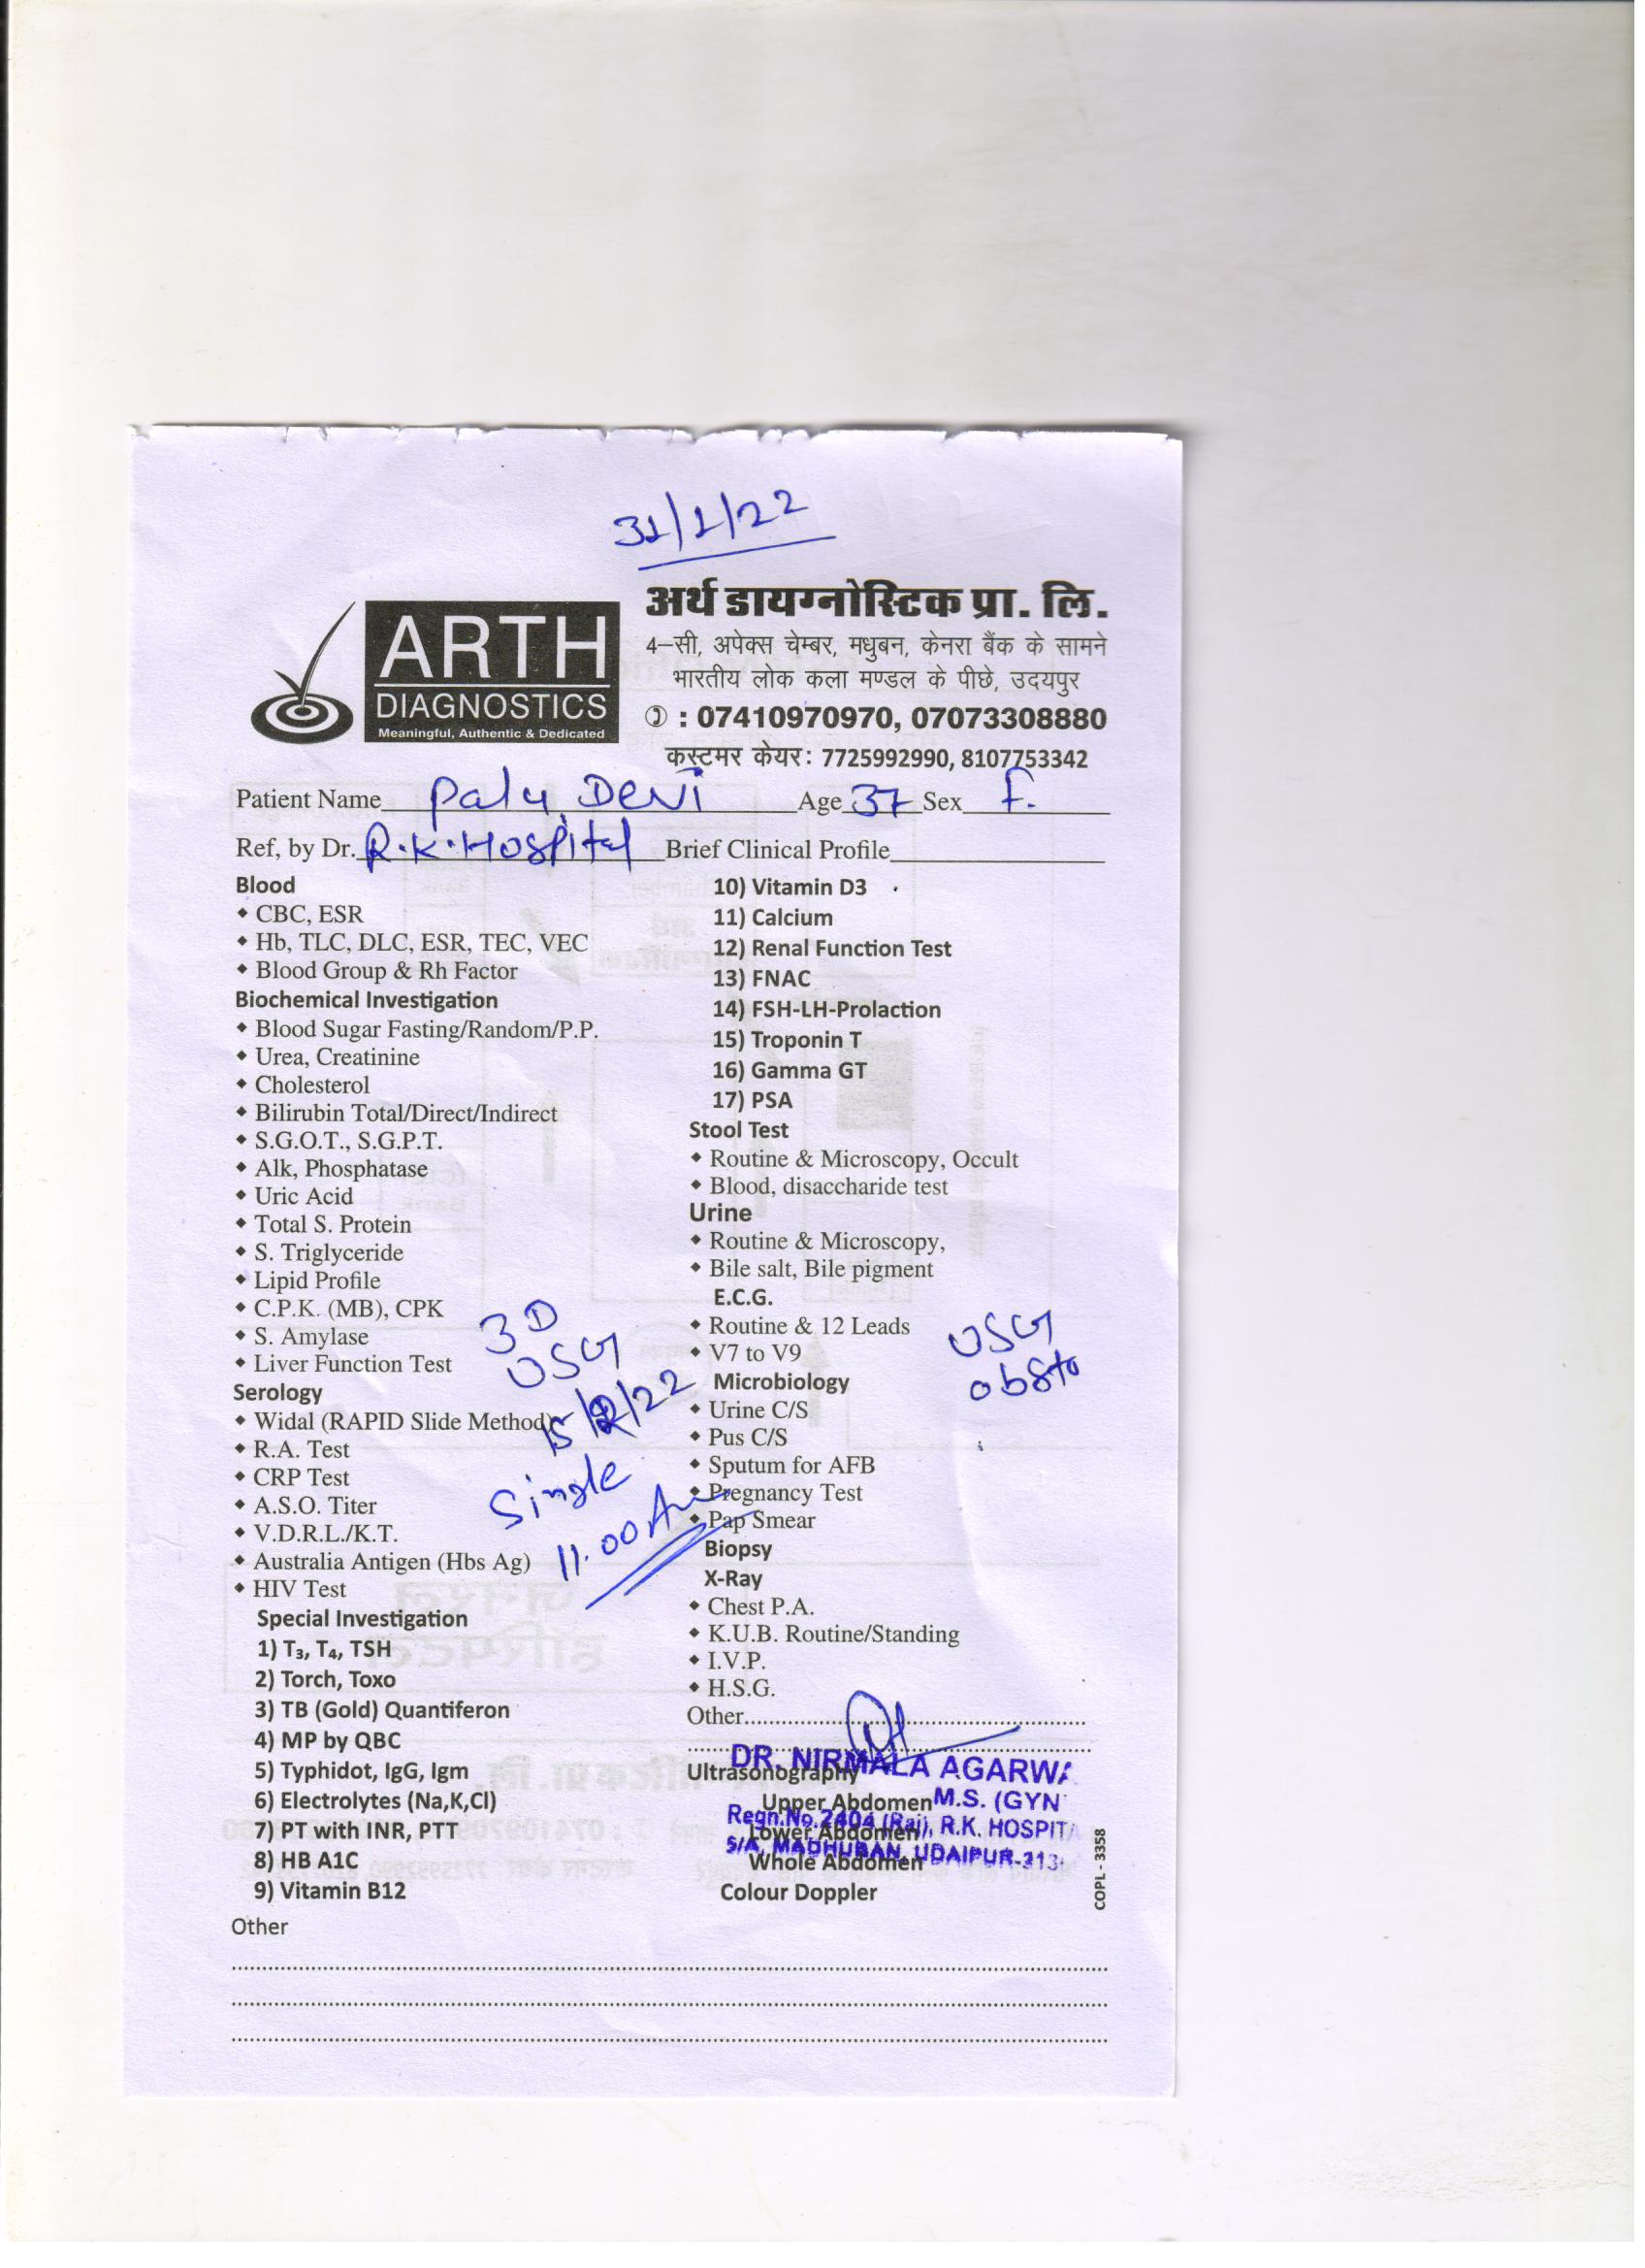 31/1/22
ARTH
DIAGNOSTICS
Meaningful, Authentic & Dedicated
अर्थ डायग्नोस्टिक प्रा. लि.
4–सी, अपेक्स चेम्बर, मधुबन, केनरा बैंक के सामने
भारतीय लोक कला मण्डल के पीछे, उदयपुर
: 07410970970, 07073308880
कस्टमर केयर: 7725992990, 8107753342
Patient Name Palu Devi Age 37 Sex F.
Ref, by Dr. R.K. Hospital Brief Clinical Profile
Blood
• CBC, ESR
• Hb, TLC, DLC, ESR, TEC, VEC
• Blood Group & Rh Factor
Biochemical Investigation
• Blood Sugar Fasting/Random/P.P.
• Urea, Creatinine
• Cholesterol
• Bilirubin Total/Direct/Indirect
• S.G.O.T., S.G.P.T.
• Alk, Phosphatase
• Uric Acid
• Total S. Protein
• S. Triglyceride
• Lipid Profile
• C.P.K. (MB), CPK
• S. Amylase
• Liver Function Test
Serology
• Widal (RAPID Slide Method)
• R.A. Test
• CRP Test
• A.S.O. Titer
• V.D.R.L./K.T.
• Australia Antigen (Hbs Ag)
• HIV Test
Special Investigation
1) T₃, T₄, TSH
2) Torch, Toxo
3) TB (Gold) Quantiferon
4) MP by QBC
5) Typhidot, IgG, Igm
6) Electrolytes (Na,K,Cl)
7) PT with INR, PTT
8) HB A1C
9) Vitamin B12
3D
USG
15/2/22
Single
11.00 Am
10) Vitamin D3
11) Calcium
12) Renal Function Test
13) FNAC
14) FSH-LH-Prolaction
15) Troponin T
16) Gamma GT
17) PSA
Stool Test
• Routine & Microscopy, Occult
• Blood, disaccharide test
Urine
• Routine & Microscopy,
• Bile salt, Bile pigment
E.C.G.
• Routine & 12 Leads
• V7 to V9
Microbiology
• Urine C/S
• Pus C/S
• Sputum for AFB
• Pregnancy Test
• Pap Smear
Biopsy
X-Ray
• Chest P.A.
• K.U.B. Routine/Standing
• I.V.P.
• H.S.G.
Other
USG
obst
DR. NIRMALA AGARWA
Ultrasonography
M.S. (GYN
Upper Abdomen
Regn.No.2404 (Raj), R.K. HOSPITA
Lower Abdomen
5/A, MADHUBAN, UDAIPUR-313
Whole Abdomen
Colour Doppler
COPL - 3358
Other